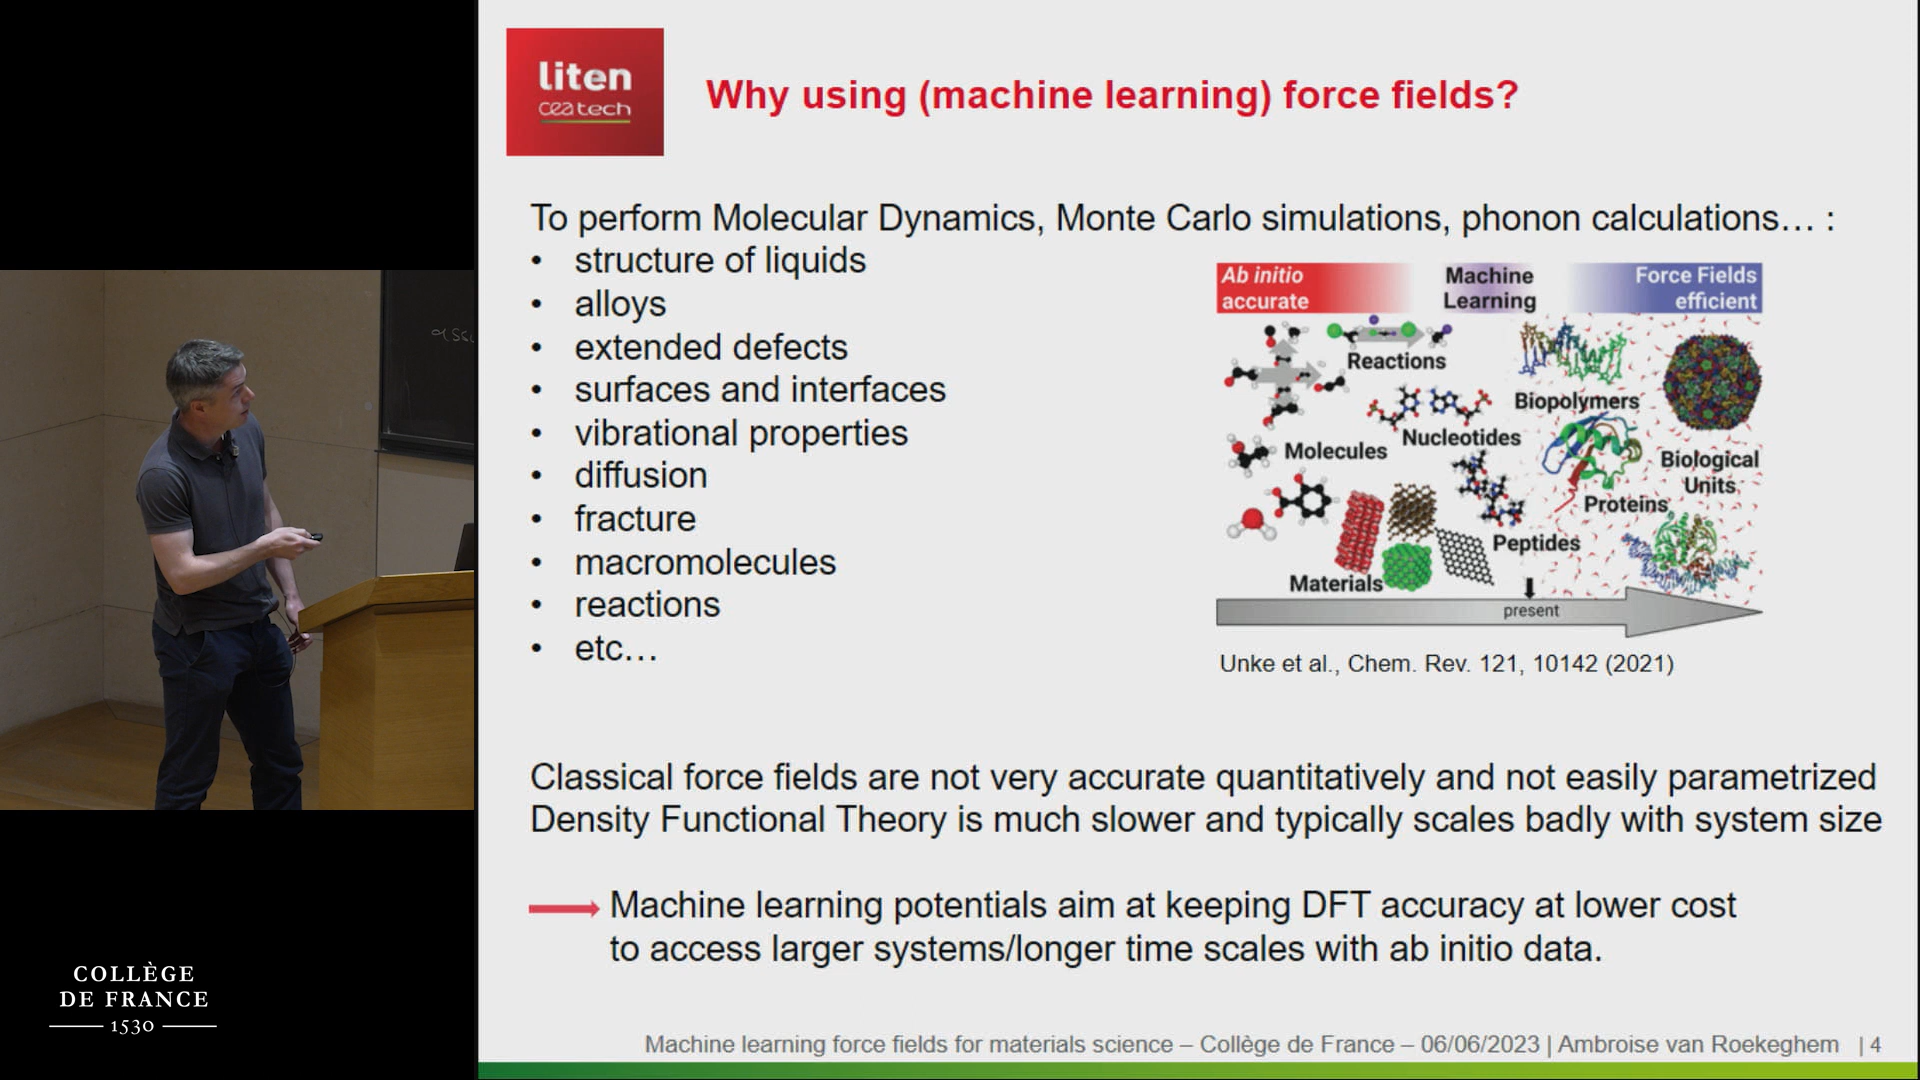 liten
ceatech
Why using (machine learning) force fields?
To perform Molecular Dynamics, Monte Carlo simulations, phonon calculations… :
• structure of liquids
• alloys
• extended defects
• surfaces and interfaces
• vibrational properties
• diffusion
• fracture
• macromolecules
• reactions
• etc…
Ab initio
accurate
Machine
Learning
Force Fields
efficient
Reactions
Biopolymers
Nucleotides
Molecules
Biological
Units
Proteins
Peptides
Materials
present
Unke et al., Chem. Rev. 121, 10142 (2021)
Classical force fields are not very accurate quantitatively and not easily parametrized
Density Functional Theory is much slower and typically scales badly with system size
Machine learning potentials aim at keeping DFT accuracy at lower cost
to access larger systems/longer time scales with ab initio data.
Machine learning force fields for materials science – Collège de France – 06/06/2023 | Ambroise van Roekeghem | 4
COLLÈGE
DE FRANCE
1530